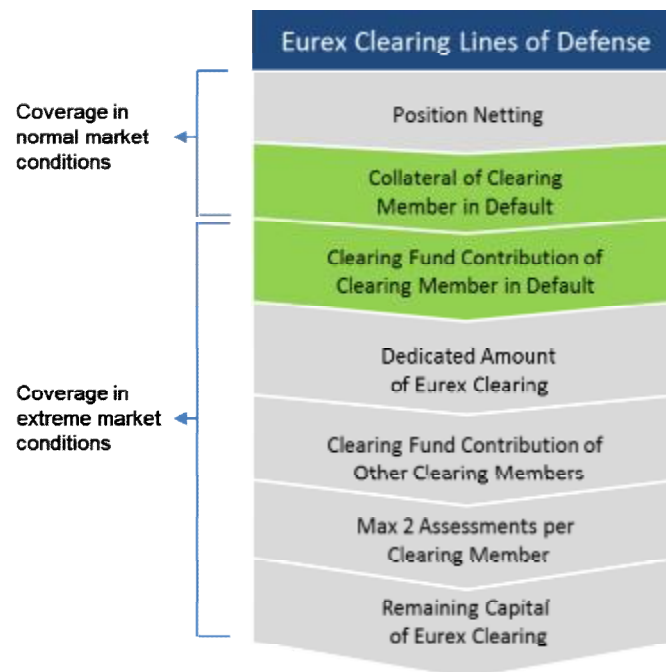 Eurex Clearing Lines of Defense
Coverage in
normal market
conditions
Position Netting
Collateral of Clearing
Member in Default
Clearing Fund Contribution of
Clearing Member in Default
Dedicated Amount
of Eurex Clearing
Coverage in
extreme market
conditions
Clearing Fund Contribution of
Other Clearing Members
Max 2 Assessments per
Clearing Member
Remaining Capital
of Eurex Clearing